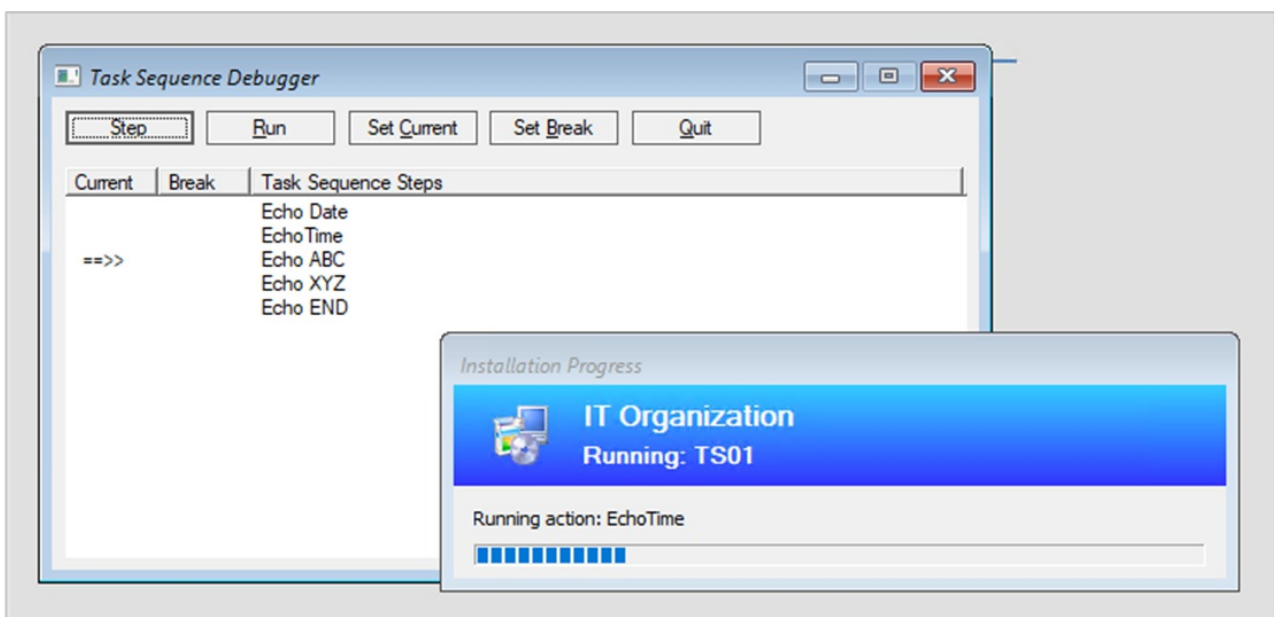 Task Sequence Debugger
Step Run Set Current Set Break Quit
Current Break Task Sequence Steps
Echo Date
EchoTime
==>> Echo ABC
Echo XYZ
Echo END
Installation Progress
IT Organization
Running: TS01
Running action: EchoTime